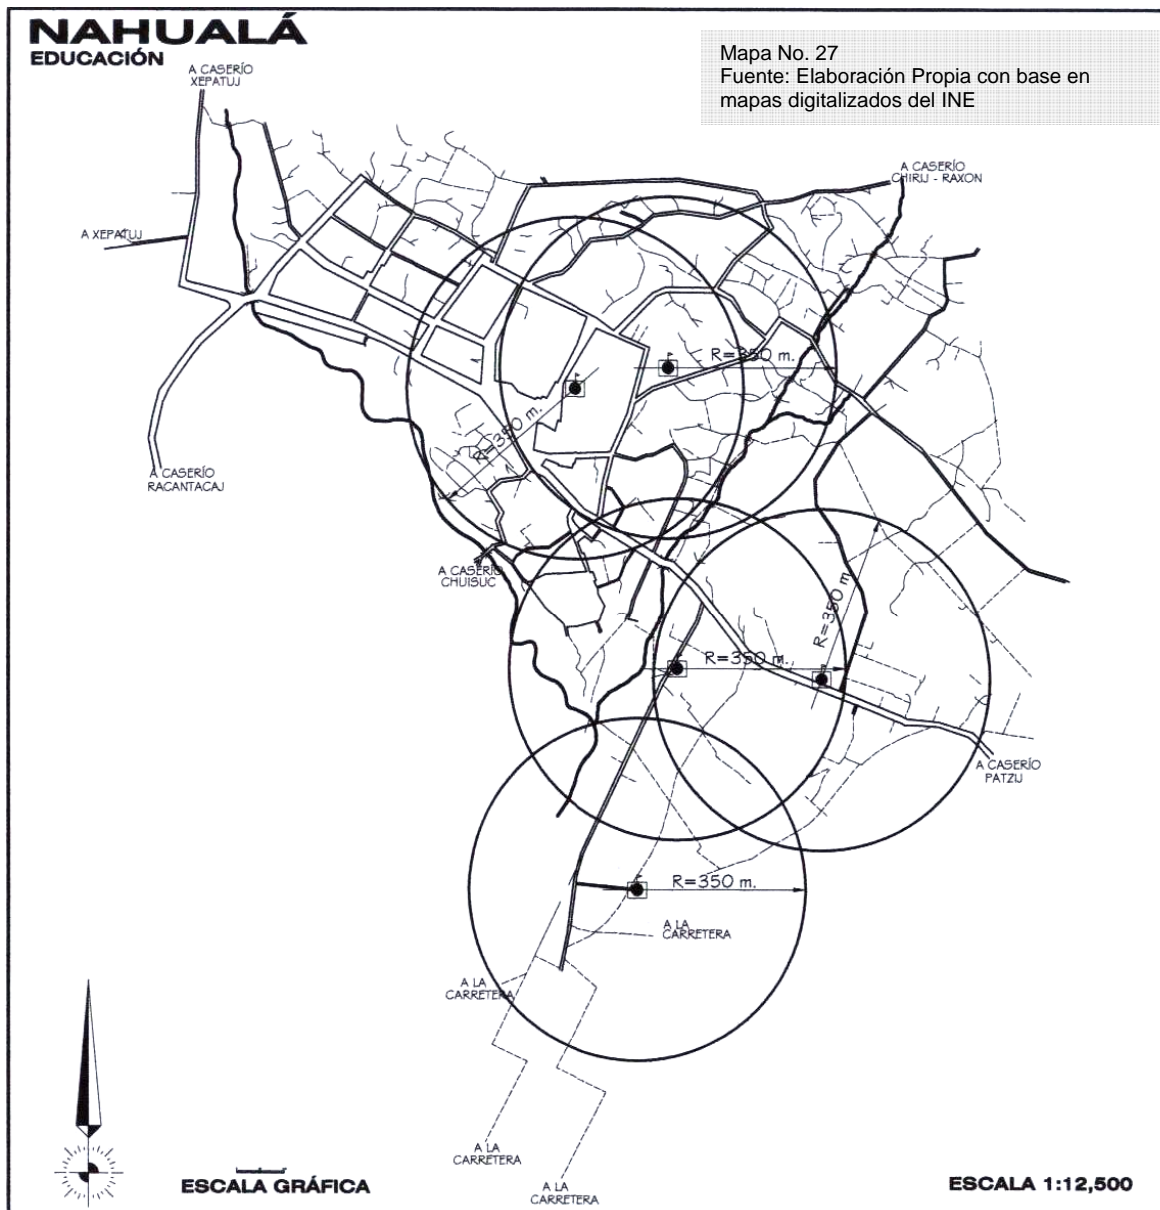 NAHUALÁ
EDUCACIÓN
Mapa No. 27
Fuente: Elaboración Propia con base en
mapas digitalizados del INE
A CASERÍO
XEPATUJ
A CASERÍO
CHIRIJ - RAXON
A XEPATUJ
R=350 m.
R=350 m.
A CASERÍO
RACANTACAJ
A CASERÍO
CHUISUC
R=350 m.
R=350 m.
A CASERÍO
PATZIJ
R=350 m.
A LA
CARRETERA
A LA
CARRETERA
A LA
CARRETERA
A LA
CARRETERA
ESCALA GRÁFICA
ESCALA 1:12,500